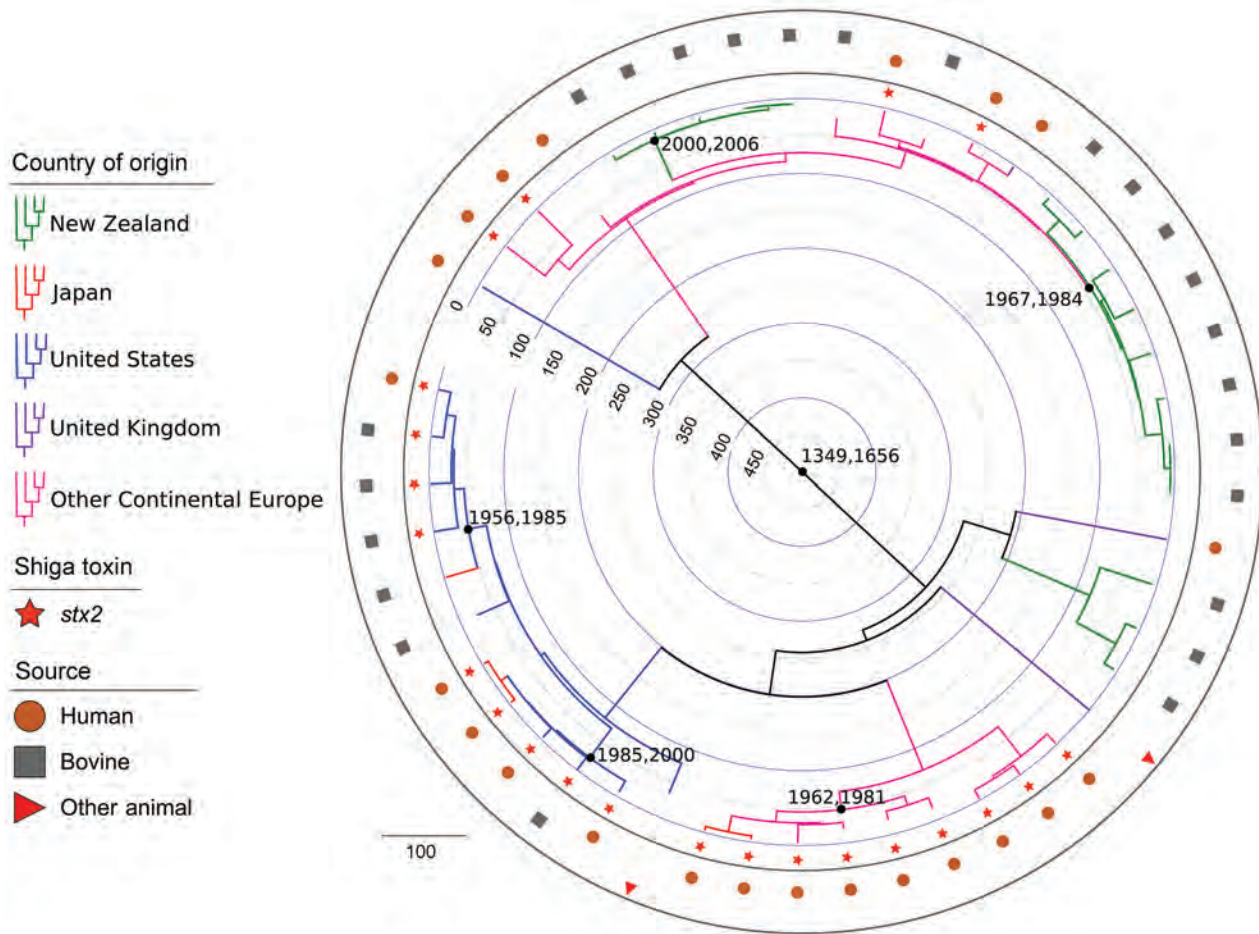 Country of origin
New Zealand
Japan
United States
United Kingdom
Other Continental Europe
Shiga toxin
stx2
Source
Human
Bovine
Other animal
2000,2006
1967,1984
0
50
100
150
200
250
300
350
400
450
1349,1656
1956,1985
1985,2000
1962,1981
100